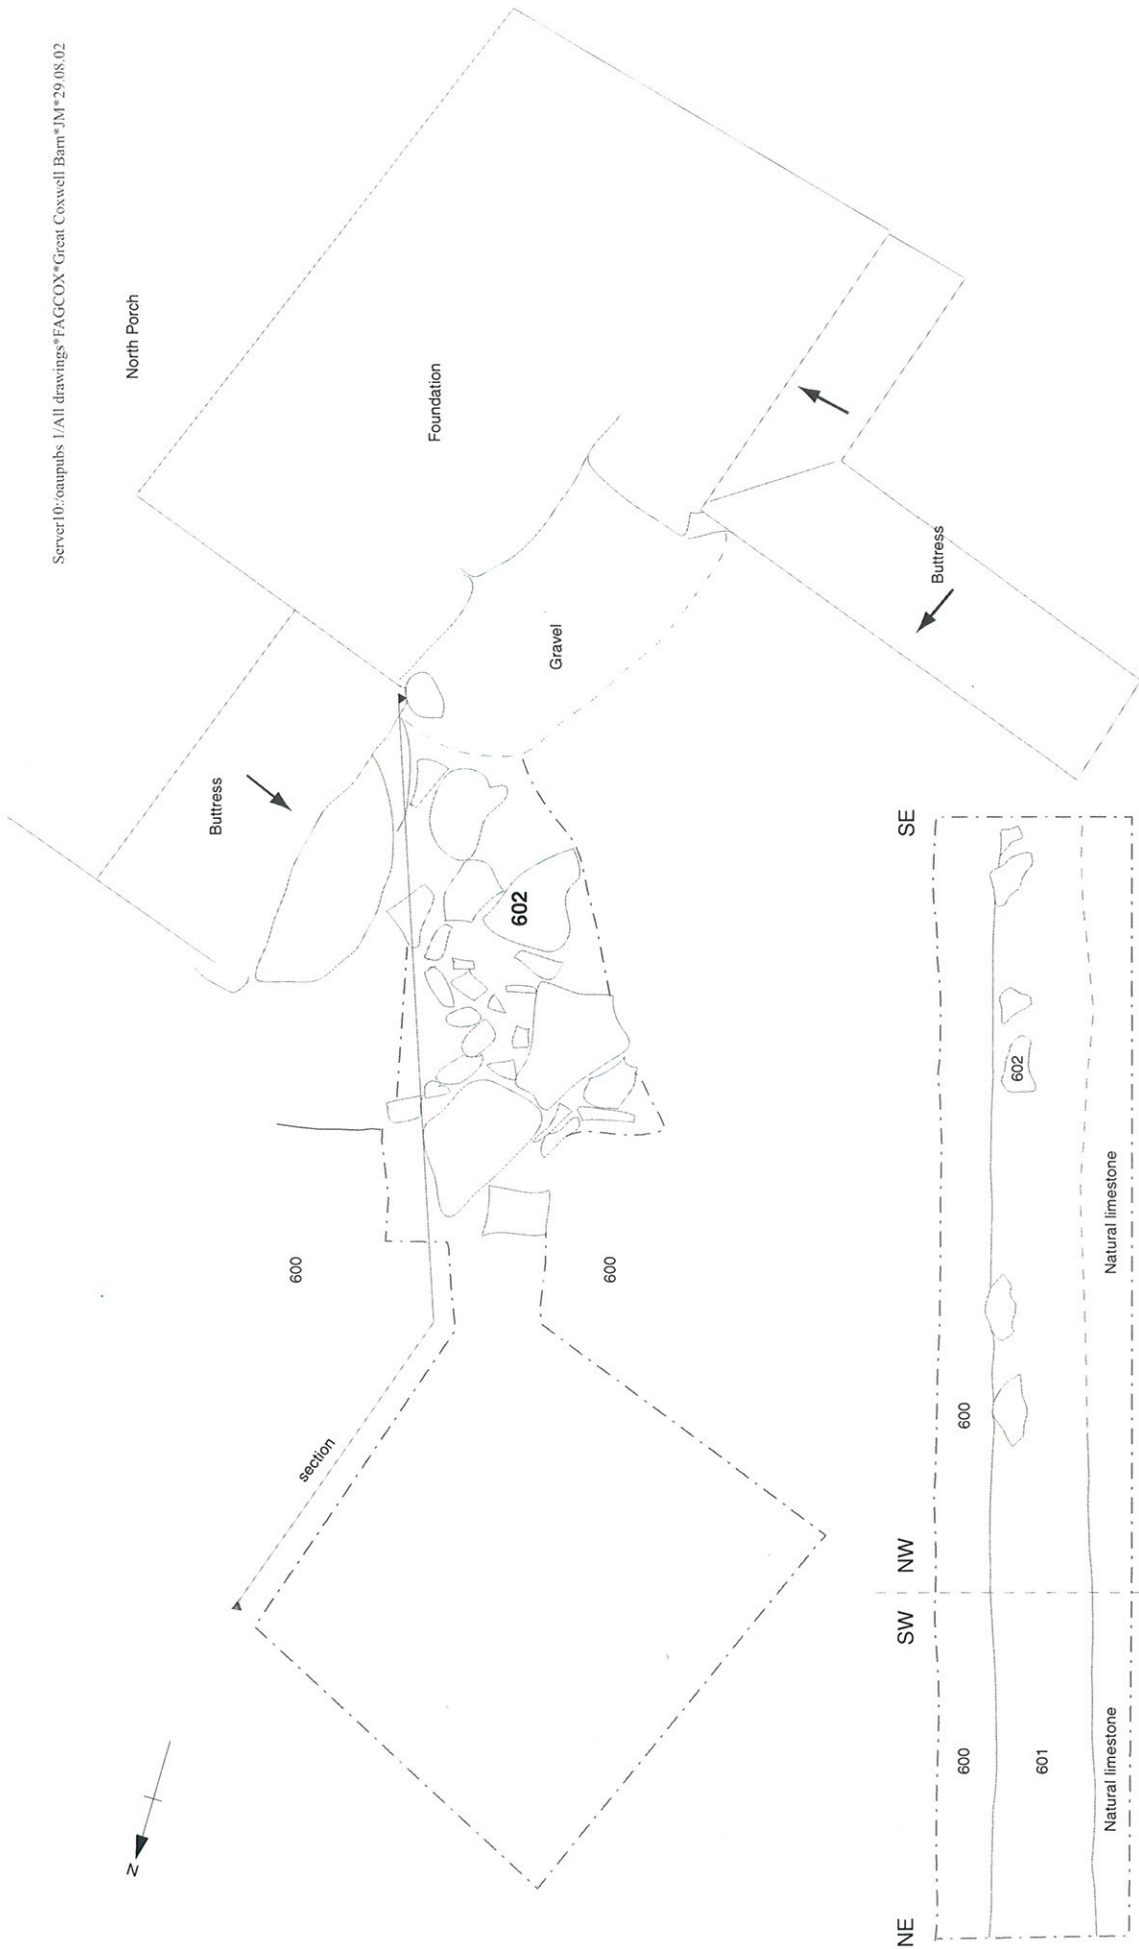 Server10:/oaupubs 1/All drawings*FAGCOX*Great Coxwell Barn*JM*29.08.02
North Porch
Foundation
Buttress
Gravel
Buttress
602
600
600
section
N
NE
SW
NW
SE
600
600
601
602
Natural limestone
Natural limestone